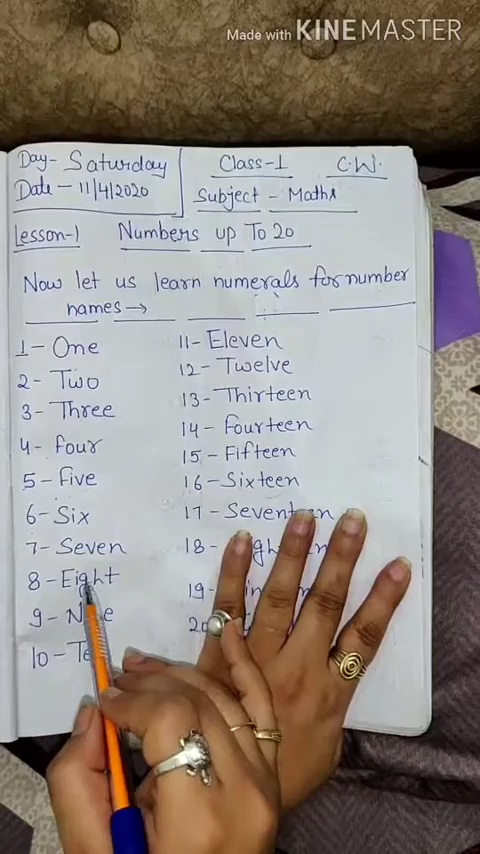 Made with KINEMASTER
Day- Saturday
Date - 11/4/2020
Class-1
C.W.
Subject - Maths
Lesson-1 Numbers up To 20
Now let us learn numerals for number
names →
1- One
2- Two
3- Three
4- four
5- five
6- Six
7- Seven
8- Eight
9-
10-
11- Eleven
12- Twelve
13- Thirteen
14- fourteen
15- Fifteen
16- Sixteen
17- Seventeen
18-
19-
20